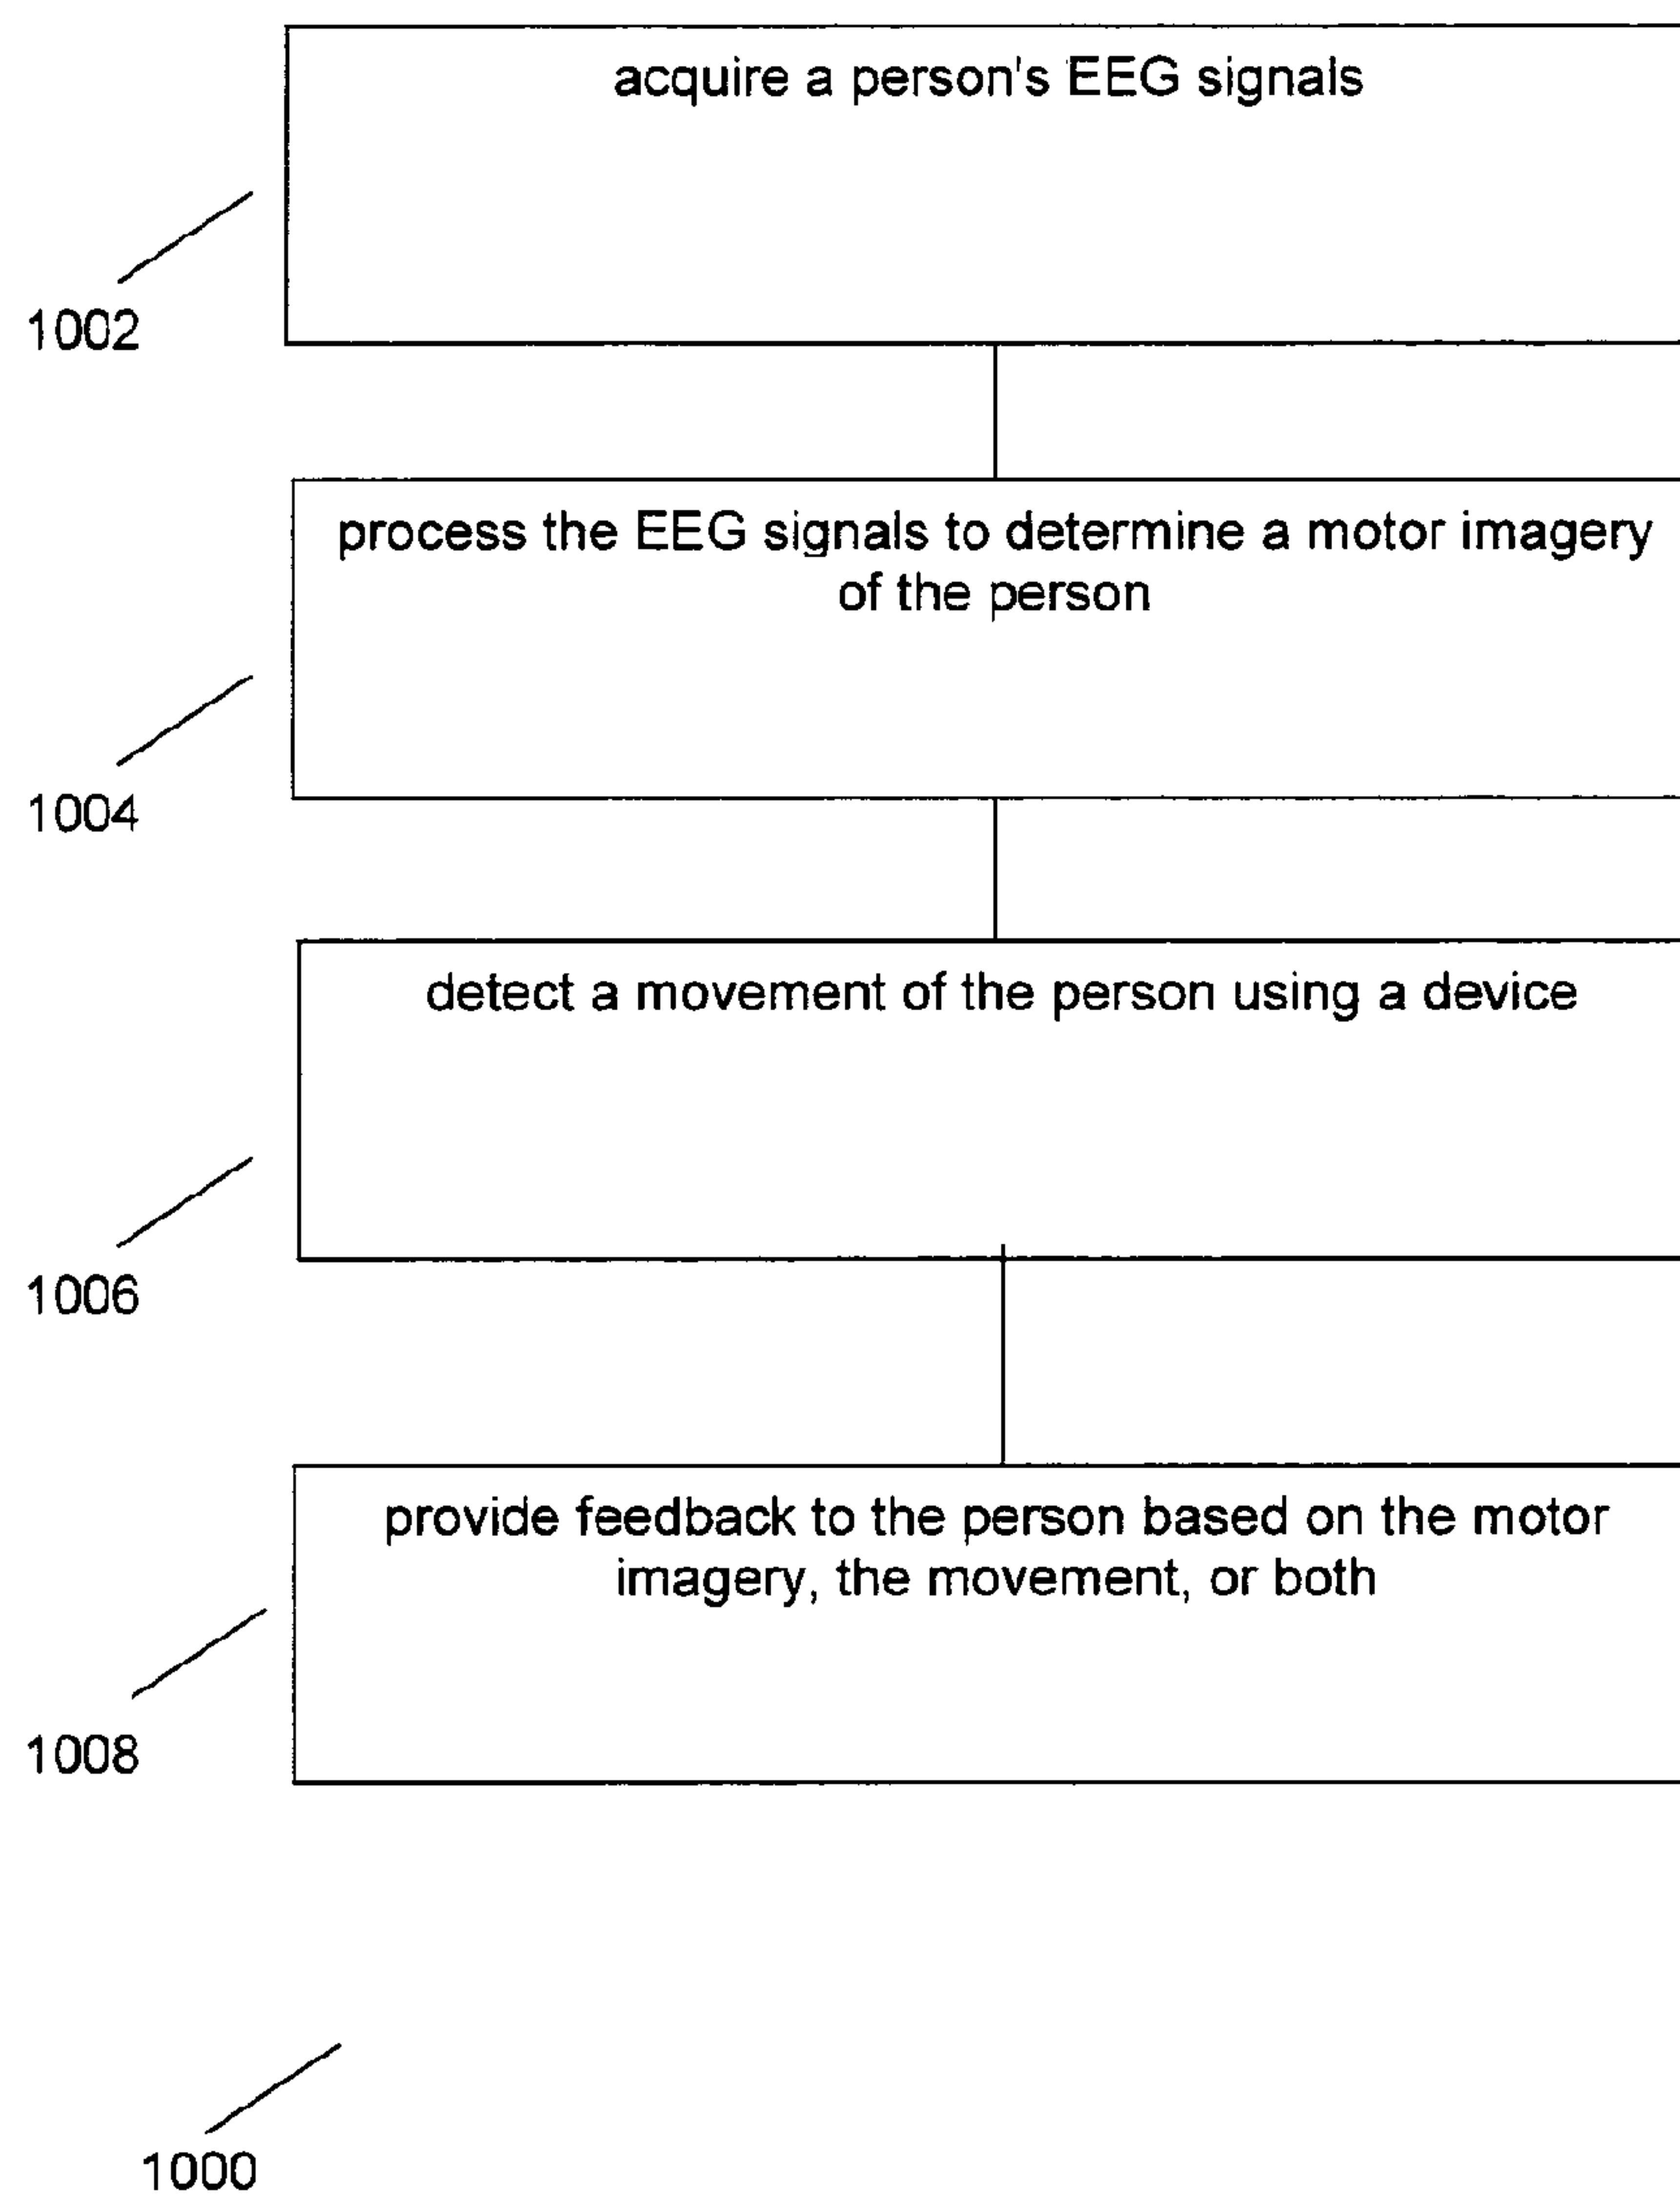 acquire a person's EEG signals
1002
process the EEG signals to determine a motor imagery
of the person
1004
detect a movement of the person using a device
1006
provide feedback to the person based on the motor
imagery, the movement, or both
1008
1000